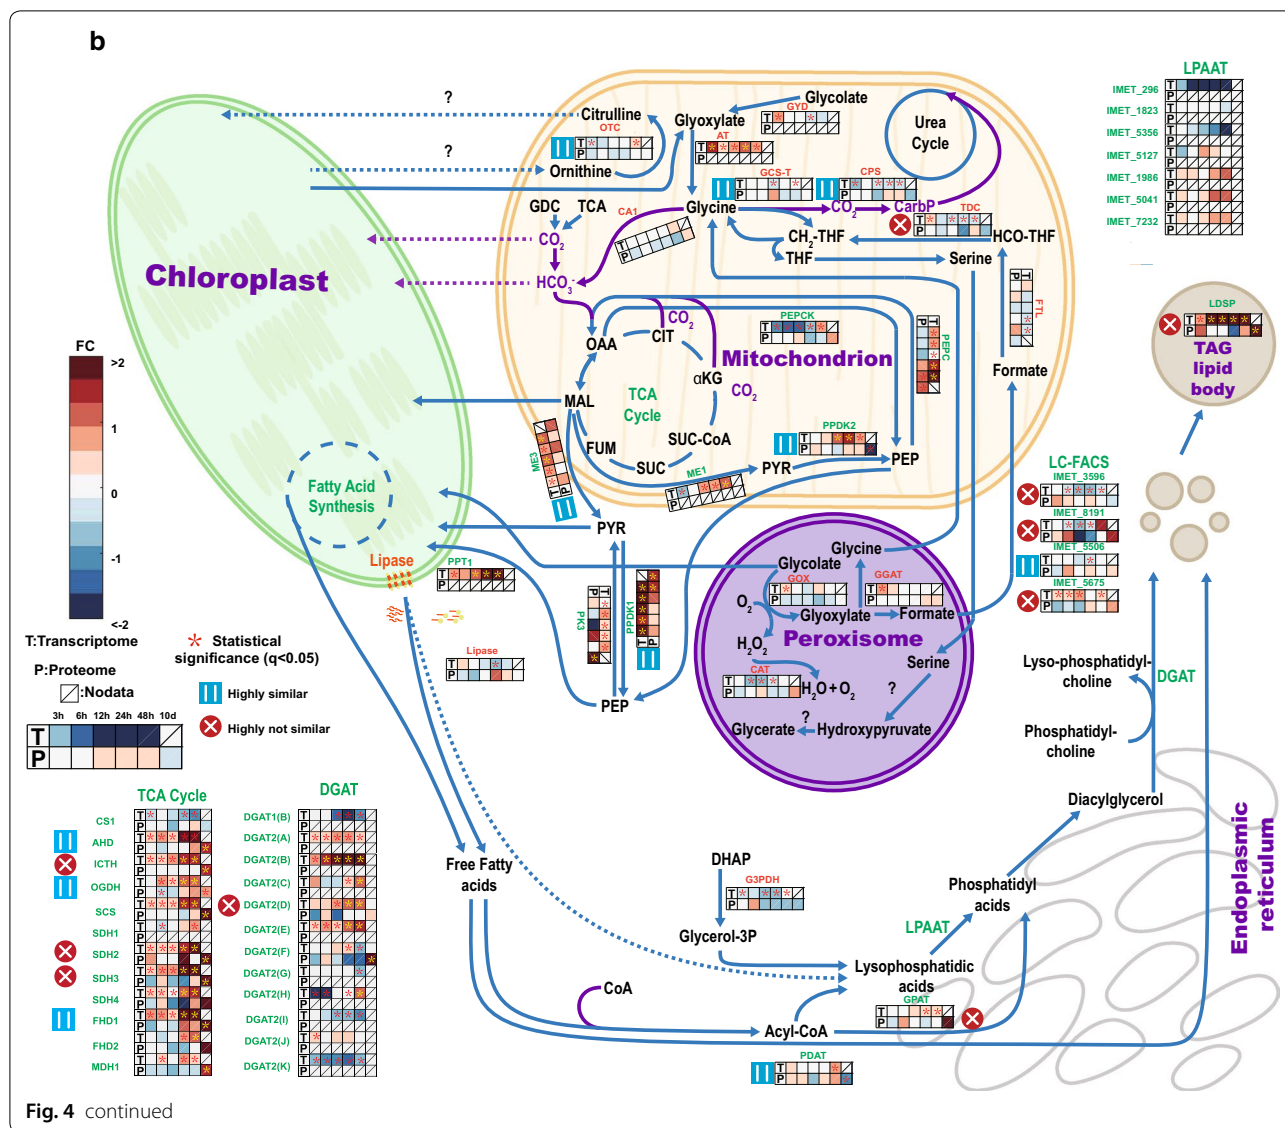 b
LPAAT
IMET_296
IMET_1823
IMET_5356
IMET_5127
IMET_1986
IMET_5041
IMET_7232
T
P
Chloroplast
?
?
Citrulline
OTC
Ornithine
Glycolate
GYD
Glyoxylate
AT
Urea
Cycle
GCS-T
CPS
GDC
TCA
CA1
Glycine
CO2
CarbP
TDC
CO2
CH2-THF
HCO-THF
THF
Serine
HCO3-
FTL
CO2
PEPCK
OAA
CIT
Mitochondrion
PEPC
αKG
CO2
TCA
Cycle
MAL
Formate
FUM
SUC-CoA
SUC
ME3
ME1
PYR
PPDK2
PEP
LDSP
TAG
lipid
body
FC
>2
1
0
-1
<-2
Fatty Acid
Synthesis
PYR
Lipase
PPT1
PK3
PPDK1
Lipase
PEP
LC-FACS
IMET_3596
IMET_8191
IMET_5506
IMET_5675
Glycine
Glycolate
GOX
GGAT
O2
Glyoxylate
Formate
Peroxisome
H2O2
Serine
CAT
H2O+O2
?
?
Glycerate
Hydroxypyruvate
T:Transcriptome
P:Proteome
:Nodata
* Statistical
significance (q<0.05)
Highly similar
Highly not similar
3h 6h 12h 24h 48h 10d
T
P
Lyso-phosphatidyl-
choline
DGAT
Phosphatidyl-
choline
Diacylglycerol
Endoplasmic
reticulum
TCA Cycle
CS1
AHD
ICTH
OGDH
SCS
SDH1
SDH2
SDH3
SDH4
FHD1
FHD2
MDH1
DGAT
DGAT1(B)
DGAT2(A)
DGAT2(B)
DGAT2(C)
DGAT2(D)
DGAT2(E)
DGAT2(F)
DGAT2(G)
DGAT2(H)
DGAT2(I)
DGAT2(J)
DGAT2(K)
Free Fatty
acids
DHAP
G3PDH
Glycerol-3P
Phosphatidyl
acids
LPAAT
Lysophosphatidic
acids
CoA
GPAT
Acyl-CoA
PDAT
Fig. 4 continued